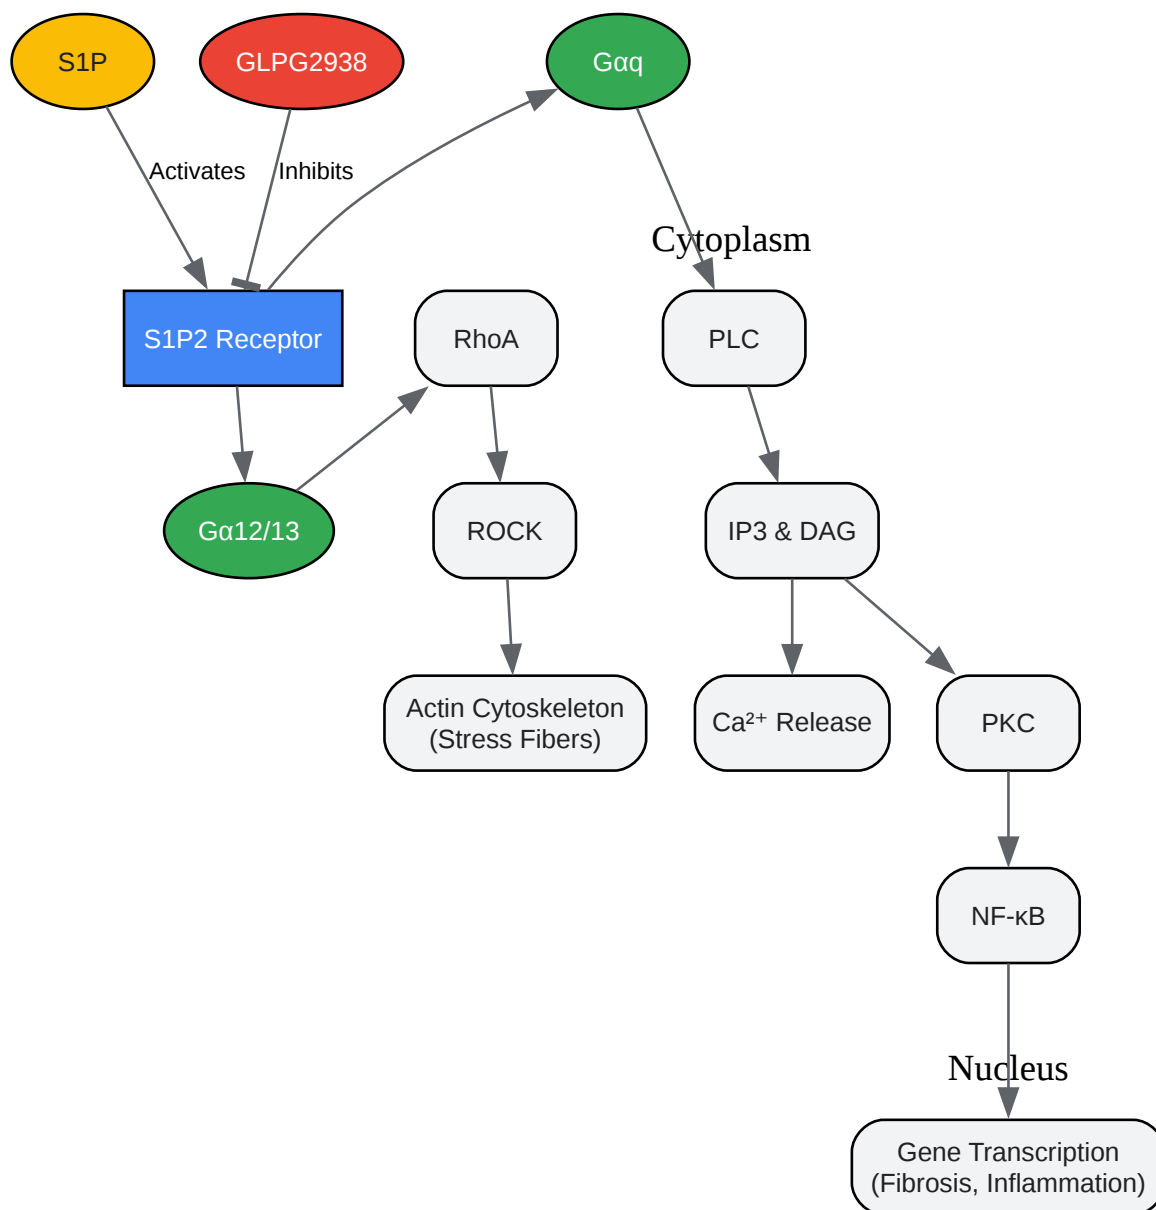 S1P
GLPG2938
Gαq
Activates
Inhibits
Cytoplasm
S1P2 Receptor
RhoA
PLC
Gα12/13
ROCK
IP3 & DAG
Actin Cytoskeleton
(Stress Fibers)
Ca²⁺ Release
PKC
NF-κB
Nucleus
Gene Transcription
(Fibrosis, Inflammation)